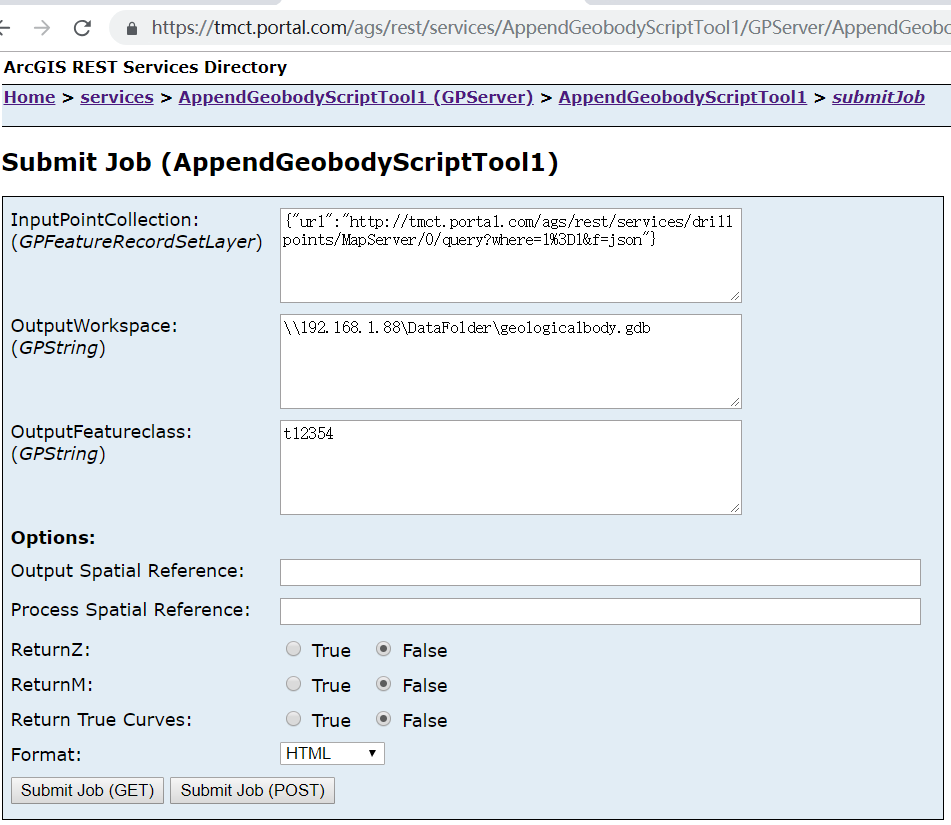 https://tmct.portal.com/ags/rest/services/AppendGeobodyScriptTool1/GPServer/AppendGeobo
ArcGIS REST Services Directory
Home > services > AppendGeobodyScriptTool1 (GPServer) > AppendGeobodyScriptTool1 > submitJob
Submit Job (AppendGeobodyScriptTool1)
InputPointCollection:
(GPFeatureRecordSetLayer)
{"url":"http://tmct.portal.com/ags/rest/services/drill
points/MapServer/0/query?where=1%3D1&f=json"}
OutputWorkspace:
(GPString)
\\192.168.1.88\DataFolder\geologicalbody.gdb
OutputFeatureclass:
(GPString)
t12354
Options:
Output Spatial Reference:
Process Spatial Reference:
ReturnZ: True False
ReturnM: True False
Return True Curves: True False
Format: HTML
Submit Job (GET) Submit Job (POST)